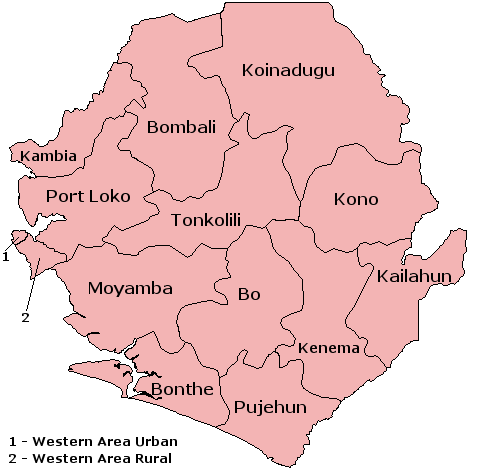 Koinadugu
Bombali
Kambia
Port Loko
Kono
Tonkolili
1
Kailahun
Moyamba
Bo
2
Kenema
Bonthe
Pujehun
1 - Western Area Urban
2 - Western Area Rural